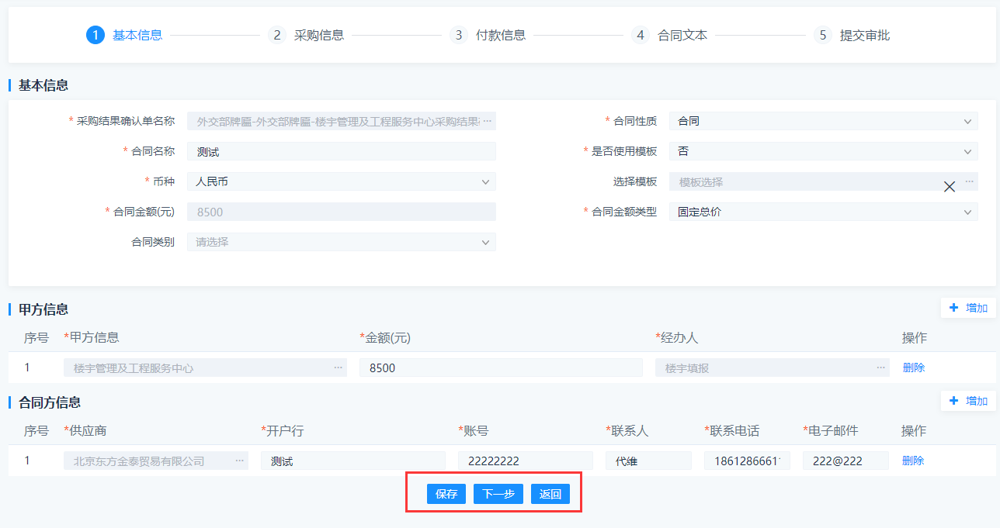 1 基本信息 2 采购信息 3 付款信息 4 合同文本 5 提交审批
基本信息
* 采购结果确认单名称 外交部牌匾-外交部牌匾-楼宇管理及工程服务中心采购结果 ··· * 合同性质 合同
* 合同名称 测试 * 是否使用模板 否
* 币种 人民币 选择模板 模板选择 ···
* 合同金额(元) 8500 * 合同金额类型 固定总价
合同类别 请选择
甲方信息 + 增加
序号 *甲方信息 *金额(元) *经办人 操作
1 楼宇管理及工程服务中心 ··· 8500 楼宇填报 ··· 删除
合同方信息 + 增加
序号 *供应商 *开户行 *账号 *联系人 *联系电话 *电子邮件 操作
1 北京东方金泰贸易有限公司 ··· 测试 22222222 代维 1861286661 222@222 删除
保存 下一步 返回